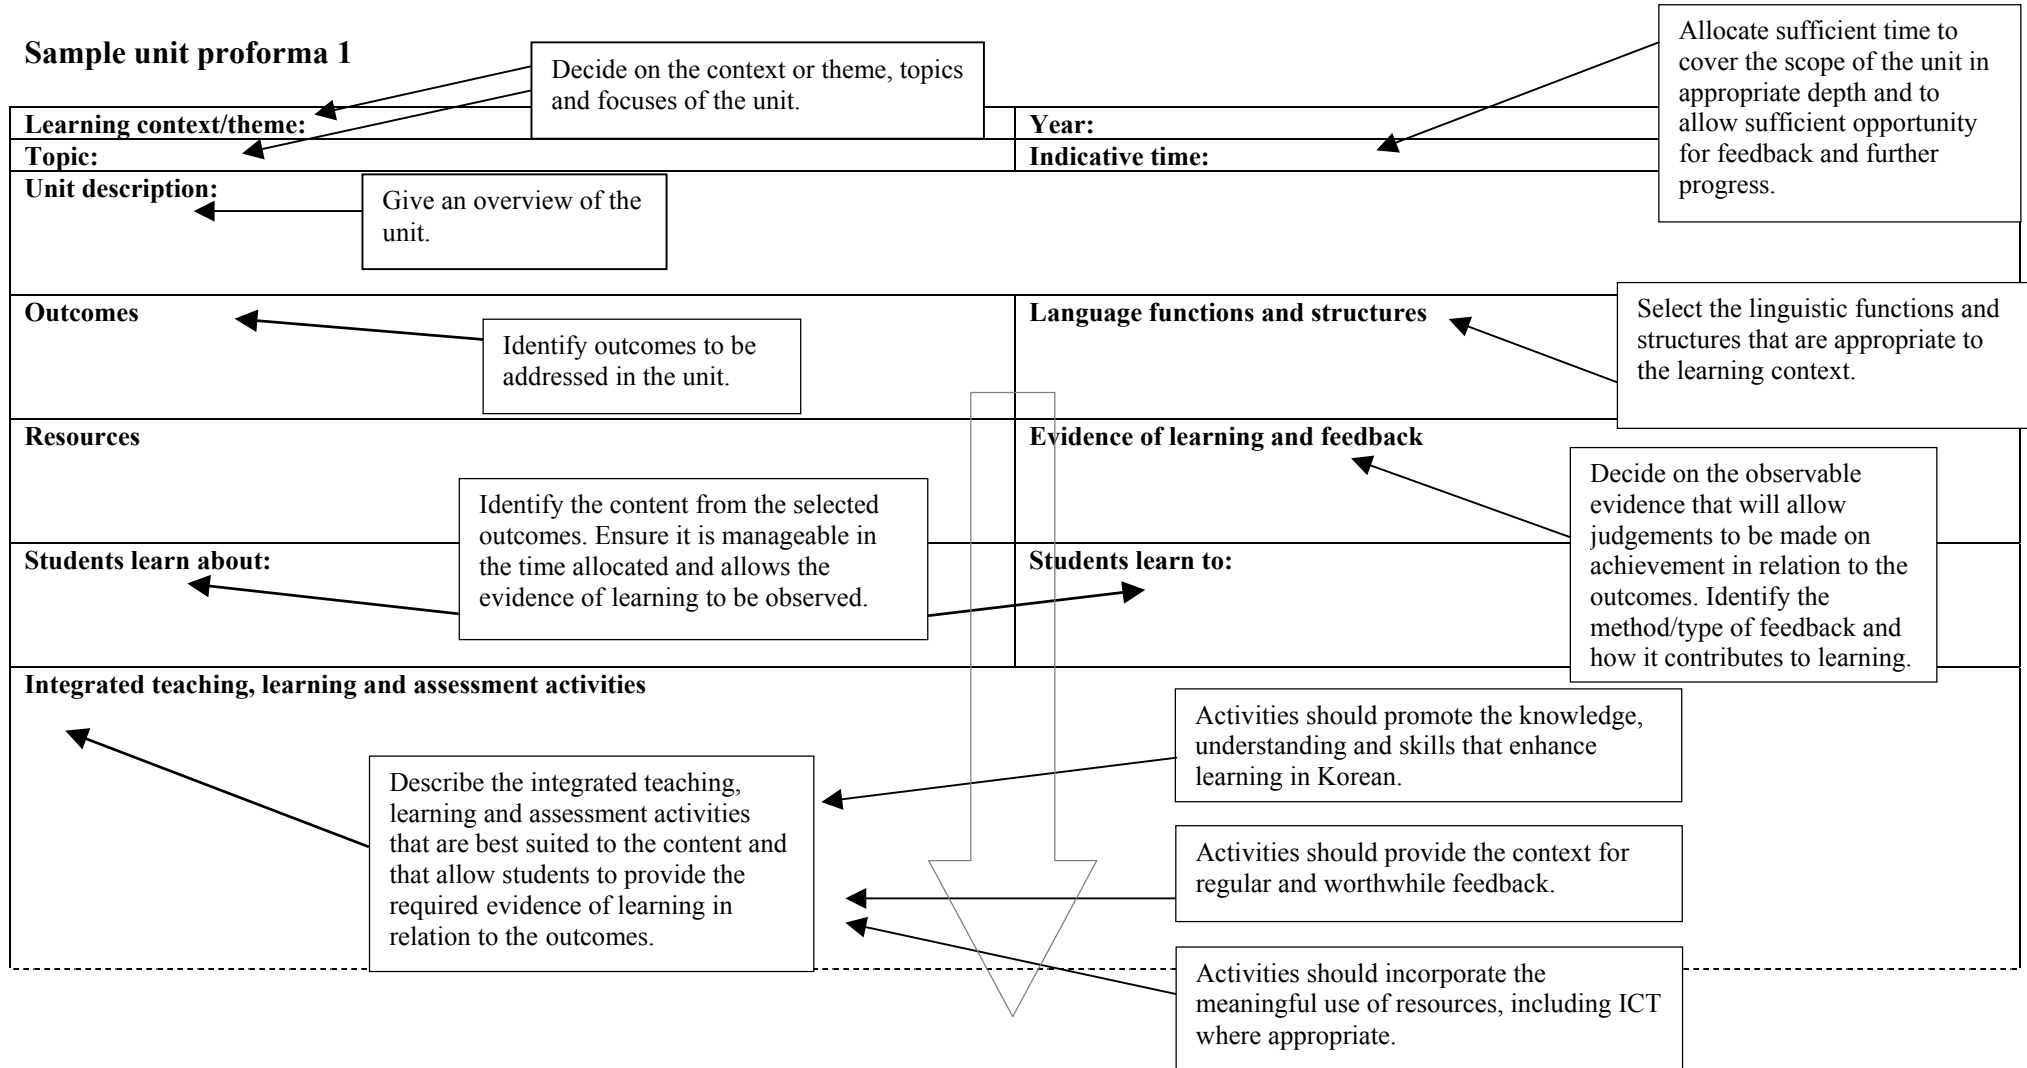 Sample unit proforma 1
Decide on the context or theme, topics
and focuses of the unit.
Allocate sufficient time to
cover the scope of the unit in
appropriate depth and to
allow sufficient opportunity
for feedback and further
progress.
Learning context/theme:
Year:
Topic:
Indicative time:
Unit description:
Give an overview of the
unit.
Outcomes
Identify outcomes to be
addressed in the unit.
Language functions and structures
Select the linguistic functions and
structures that are appropriate to
the learning context.
Resources
Evidence of learning and feedback
Identify the content from the selected
outcomes. Ensure it is manageable in
the time allocated and allows the
evidence of learning to be observed.
Decide on the observable
evidence that will allow
judgements to be made on
achievement in relation to the
outcomes. Identify the
method/type of feedback and
how it contributes to learning.
Students learn about:
Students learn to:
Integrated teaching, learning and assessment activities
Describe the integrated teaching,
learning and assessment activities
that are best suited to the content and
that allow students to provide the
required evidence of learning in
relation to the outcomes.
Activities should promote the knowledge,
understanding and skills that enhance
learning in Korean.
Activities should provide the context for
regular and worthwhile feedback.
Activities should incorporate the
meaningful use of resources, including ICT
where appropriate.